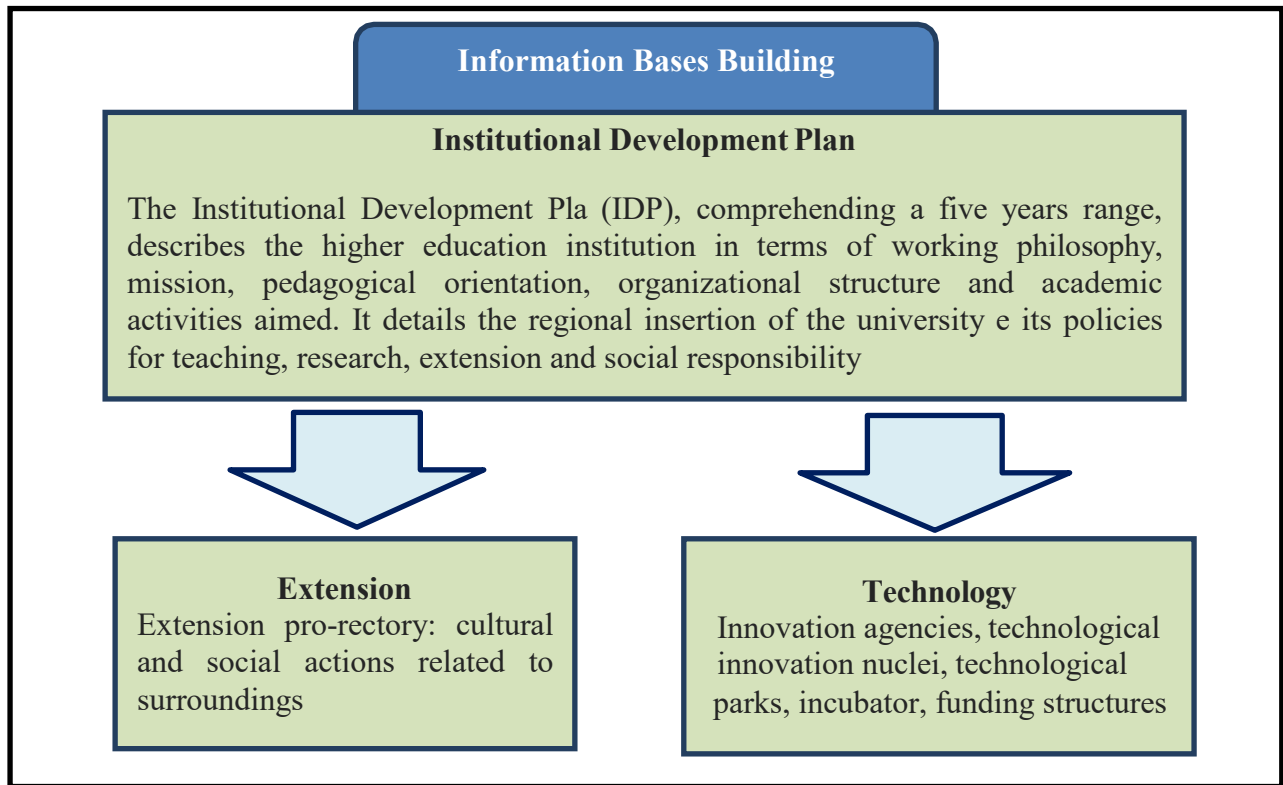 Information Bases Building
Institutional Development Plan
The Institutional Development Pla (IDP), comprehending a five years range,
describes the higher education institution in terms of working philosophy,
mission, pedagogical orientation, organizational structure and academic
activities aimed. It details the regional insertion of the university e its policies
for teaching, research, extension and social responsibility
Extension
Extension pro-rectory: cultural
and social actions related to
surroundings
Technology
Innovation agencies, technological
innovation nuclei, technological
parks, incubator, funding structures